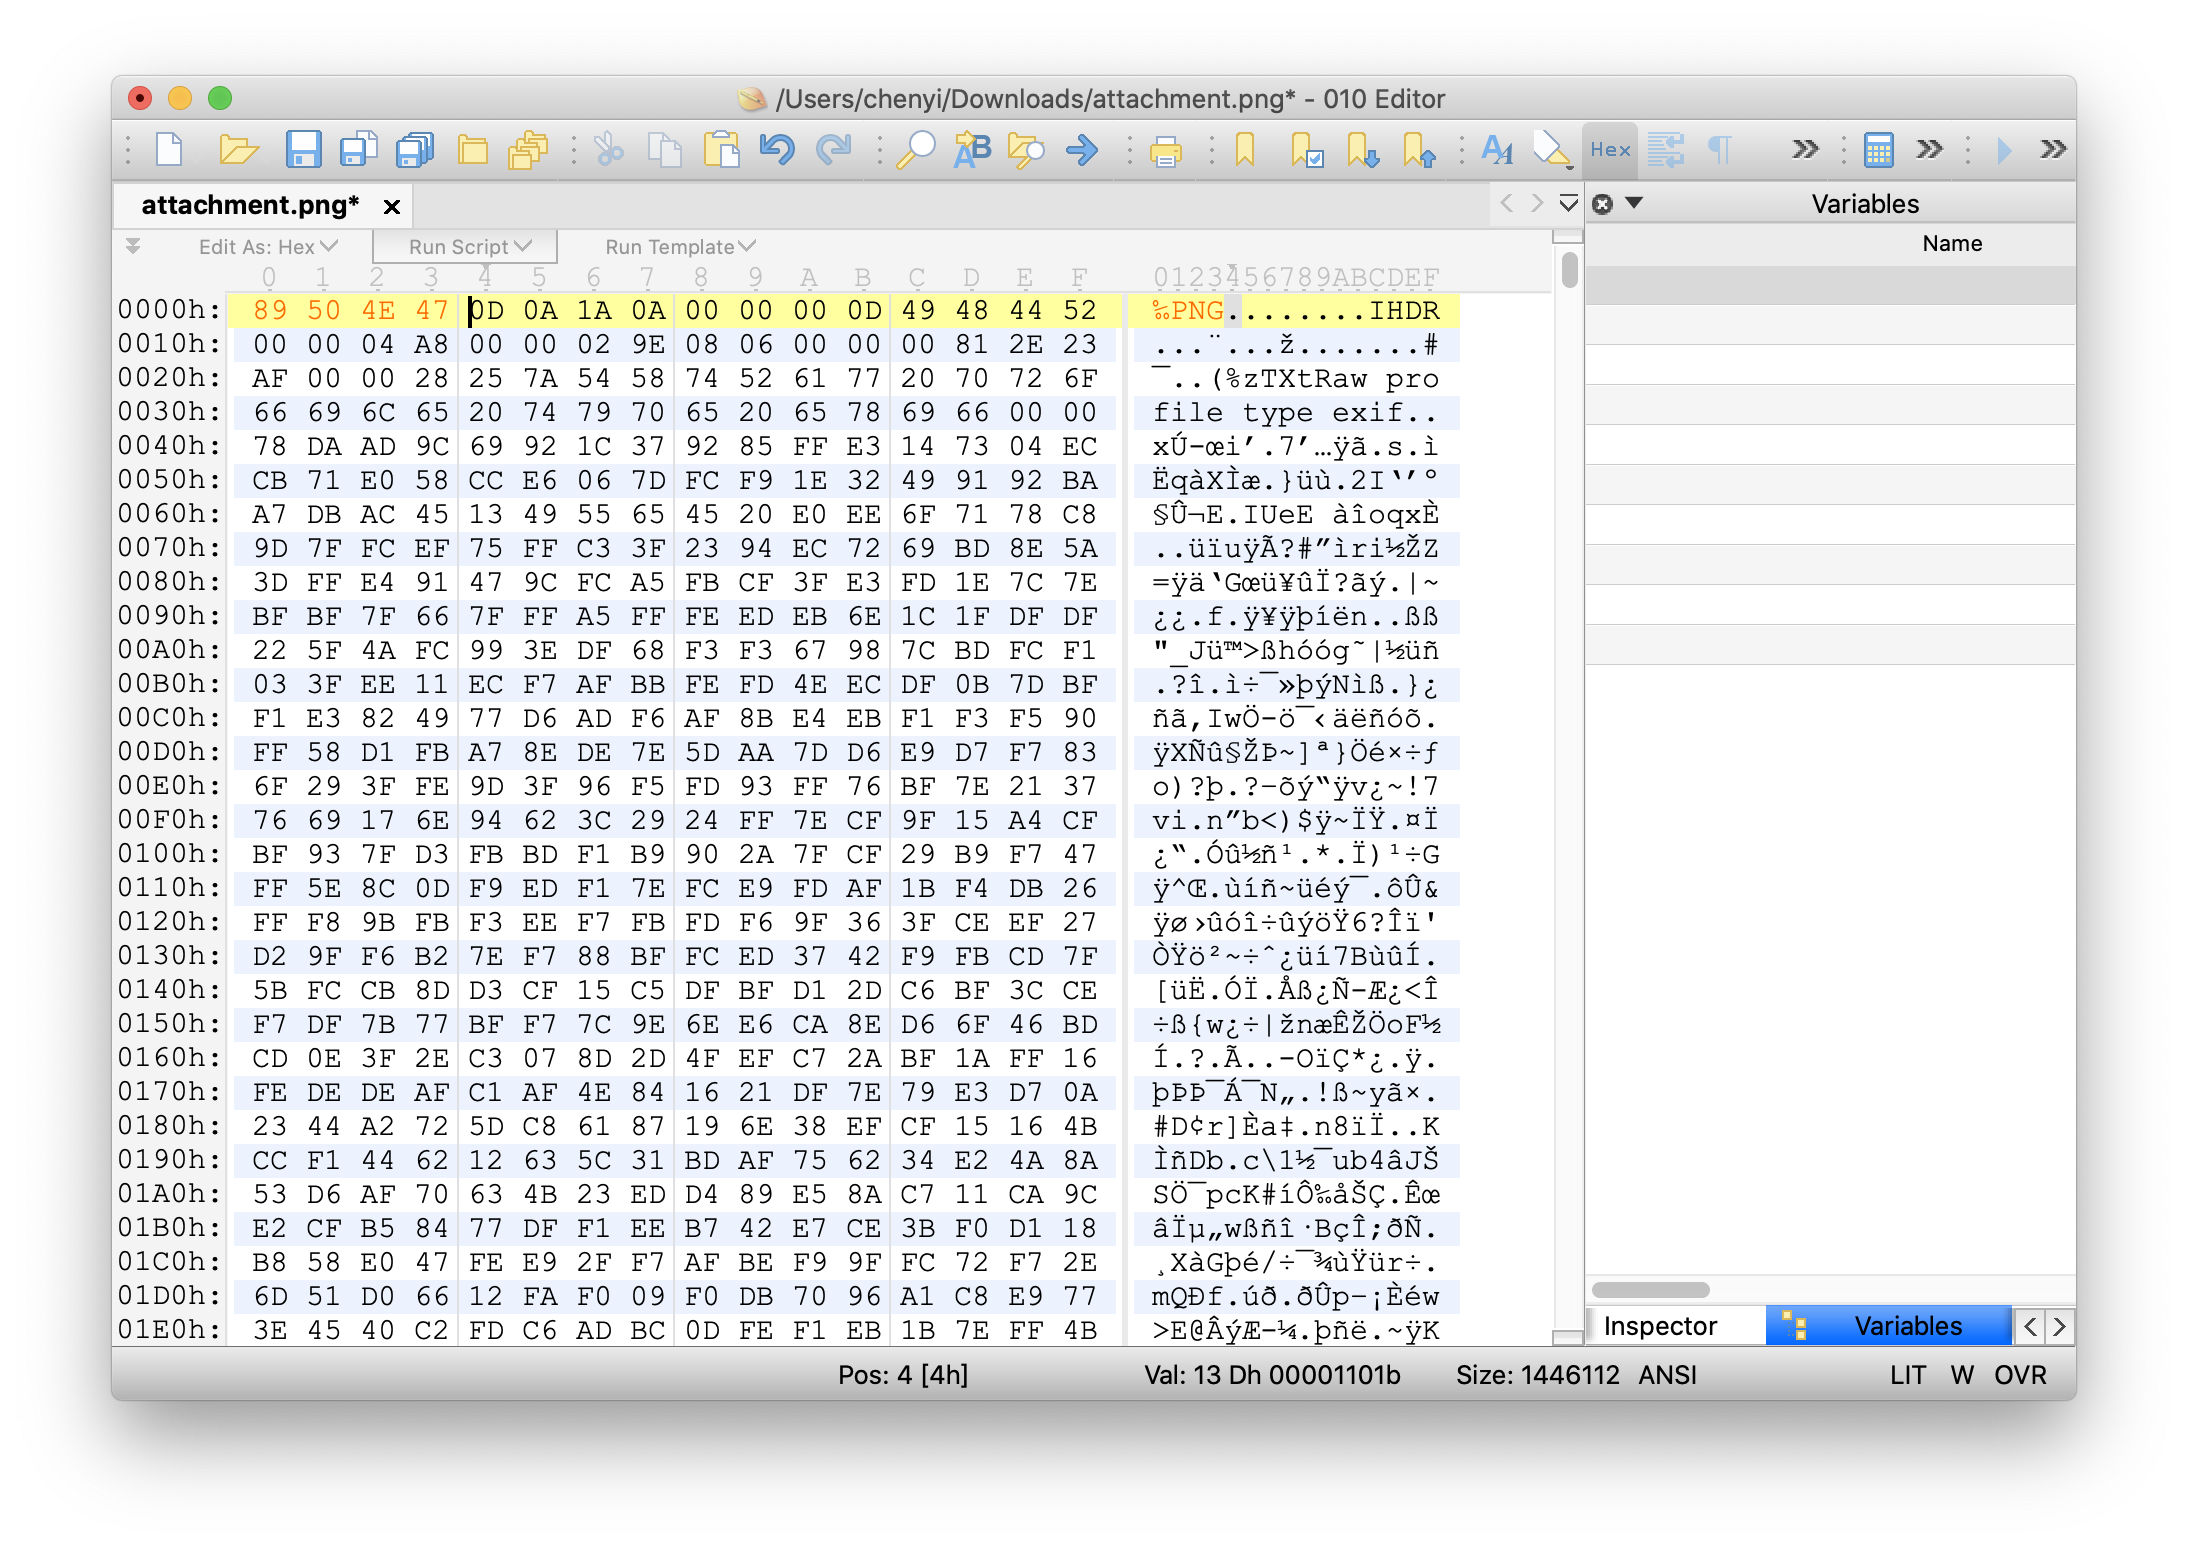 /Users/chenyi/Downloads/attachment.png* - 010 Editor
Hex
attachment.png*
Variables
Edit As: Hex Run Script Run Template
Name
0 1 2 3 4 5 6 7 8 9 A B C D E F 0123456789ABCDEF
0000h: 89 50 4E 47 0D 0A 1A 0A 00 00 00 0D 49 48 44 52 ‰PNG........IHDR
0010h: 00 00 04 A8 00 00 02 9E 08 06 00 00 00 81 2E 23 ...¨...ž.......#
0020h: AF 00 00 28 25 7A 54 58 74 52 61 77 20 70 72 6F ¯..(%zTXtRaw pro
0030h: 66 69 6C 65 20 74 79 70 65 20 65 78 69 66 00 00 file type exif..
0040h: 78 DA AD 9C 69 92 1C 37 92 85 FF E3 14 73 04 EC xÚ-œi’.7’…ÿã.s.ì
0050h: CB 71 E0 58 CC E6 06 7D FC F9 1E 32 49 91 92 BA ËqàXÌæ.}üù.2I‘’º
0060h: A7 DB AC 45 13 49 55 65 45 20 E0 EE 6F 71 78 C8 §Û¬E.IUeE àîoqxÈ
0070h: 9D 7F FC EF 75 FF C3 3F 23 94 EC 72 69 BD 8E 5A ..üïuÿÃ?#”ìri½ŽZ
0080h: 3D FF E4 91 47 9C FC A5 FB CF 3F E3 FD 1E 7C 7E =ÿä‘Gœü¥ûÏ?ãý.|~
0090h: BF BF 7F 66 7F FF A5 FF FE ED EB 6E 1C 1F DF DF ¿¿.f.ÿ¥ÿþíën..ßß
00A0h: 22 5F 4A FC 99 3E DF 68 F3 F3 67 98 7C BD FC F1 "_Jü™>ßhóóg˜|½üñ
00B0h: 03 3F EE 11 EC F7 AF BB FE FD 4E EC DF 0B 7D BF .?î.ì÷¯»þýNìß.}¿
00C0h: F1 E3 82 49 77 D6 AD F6 AF 8B E4 EB F1 F3 F5 90 ñã‚IwÖ-ö¯‹äëñóõ.
00D0h: FF 58 D1 FB A7 8E DE 7E 5D AA 7D D6 E9 D7 F7 83 ÿXÑû§ŽÞ~]ª}Öé×÷ƒ
00E0h: 6F 29 3F FE 9D 3F 96 F5 FD 93 FF 76 BF 7E 21 37 o)?þ.?–õý“ÿv¿~!7
00F0h: 76 69 17 6E 94 62 3C 29 24 FF 7E CF 9F 15 A4 CF vi.n”b<)$ÿ~ÏŸ.¤Ï
0100h: BF 93 7F D3 FB BD F1 B9 90 2A 7F CF 29 B9 F7 47 ¿“.Óû½ñ¹.*.Ï)¹÷G
0110h: FF 5E 8C 0D F9 ED F1 7E FC E9 FD AF 1B F4 DB 26 ÿ^Œ.ùíñ~üéý¯.ôÛ&
0120h: FF F8 9B FB F3 EE F7 FB FD F6 9F 36 3F CE EF 27 ÿø›ûóî÷ûýöŸ6?Îï'
0130h: D2 9F F6 B2 7E F7 88 BF FC ED 37 42 F9 FB CD 7F ÒŸö²~÷ˆ¿üí7BùûÍ.
0140h: 5B FC CB 8D D3 CF 15 C5 DF BF D1 2D C6 BF 3C CE [üË.ÓÏ.Åß¿Ñ-Æ¿<Î
0150h: F7 DF 7B 77 BF F7 7C 9E 6E E6 CA 8E D6 6F 46 BD ÷ß{w¿÷|žnæÊŽÖoF½
0160h: CD 0E 3F 2E C3 07 8D 2D 4F EF C7 2A BF 1A FF 16 Í.?.Ã..-OïÇ*¿.ÿ.
0170h: FE DE DE AF C1 AF 4E 84 16 21 DF 7E 79 E3 D7 0A þÞÞ¯Á¯N„.!ß~yã×.
0180h: 23 44 A2 72 5D C8 61 87 19 6E 38 EF CF 15 16 4B #D¢r]Èa‡.n8ïÏ..K
0190h: CC F1 44 62 12 63 5C 31 BD AF 75 62 34 E2 4A 8A ÌñDb.c\1½¯ub4âJŠ
01A0h: 53 D6 AF 70 63 4B 23 ED D4 89 E5 8A C7 11 CA 9C SÖ¯pcK#íÔ‰åŠÇ.Êœ
01B0h: E2 CF B5 84 77 DF F1 EE B7 42 E7 CE 3B F0 D1 18 âÏµ„wßñî·BçÎ;ðÑ.
01C0h: B8 58 E0 47 FE E9 2F F7 AF BE F9 9F FC 72 F7 2E ¸XàGþé/÷¯¾ùŸür÷.
01D0h: 6D 51 D0 66 12 FA F0 09 F0 DB 70 96 A1 C8 E9 77 mQÐf.úð.ðÛp–¡Èéw
01E0h: 3E 45 40 C2 FD C6 AD BC 0D FE F1 EB 1B 7E FF 4B >E@ÂýÆ-¼.þñë.~ÿK
Inspector Variables
Pos: 4 [4h] Val: 13 Dh 00001101b Size: 1446112 ANSI LIT W OVR